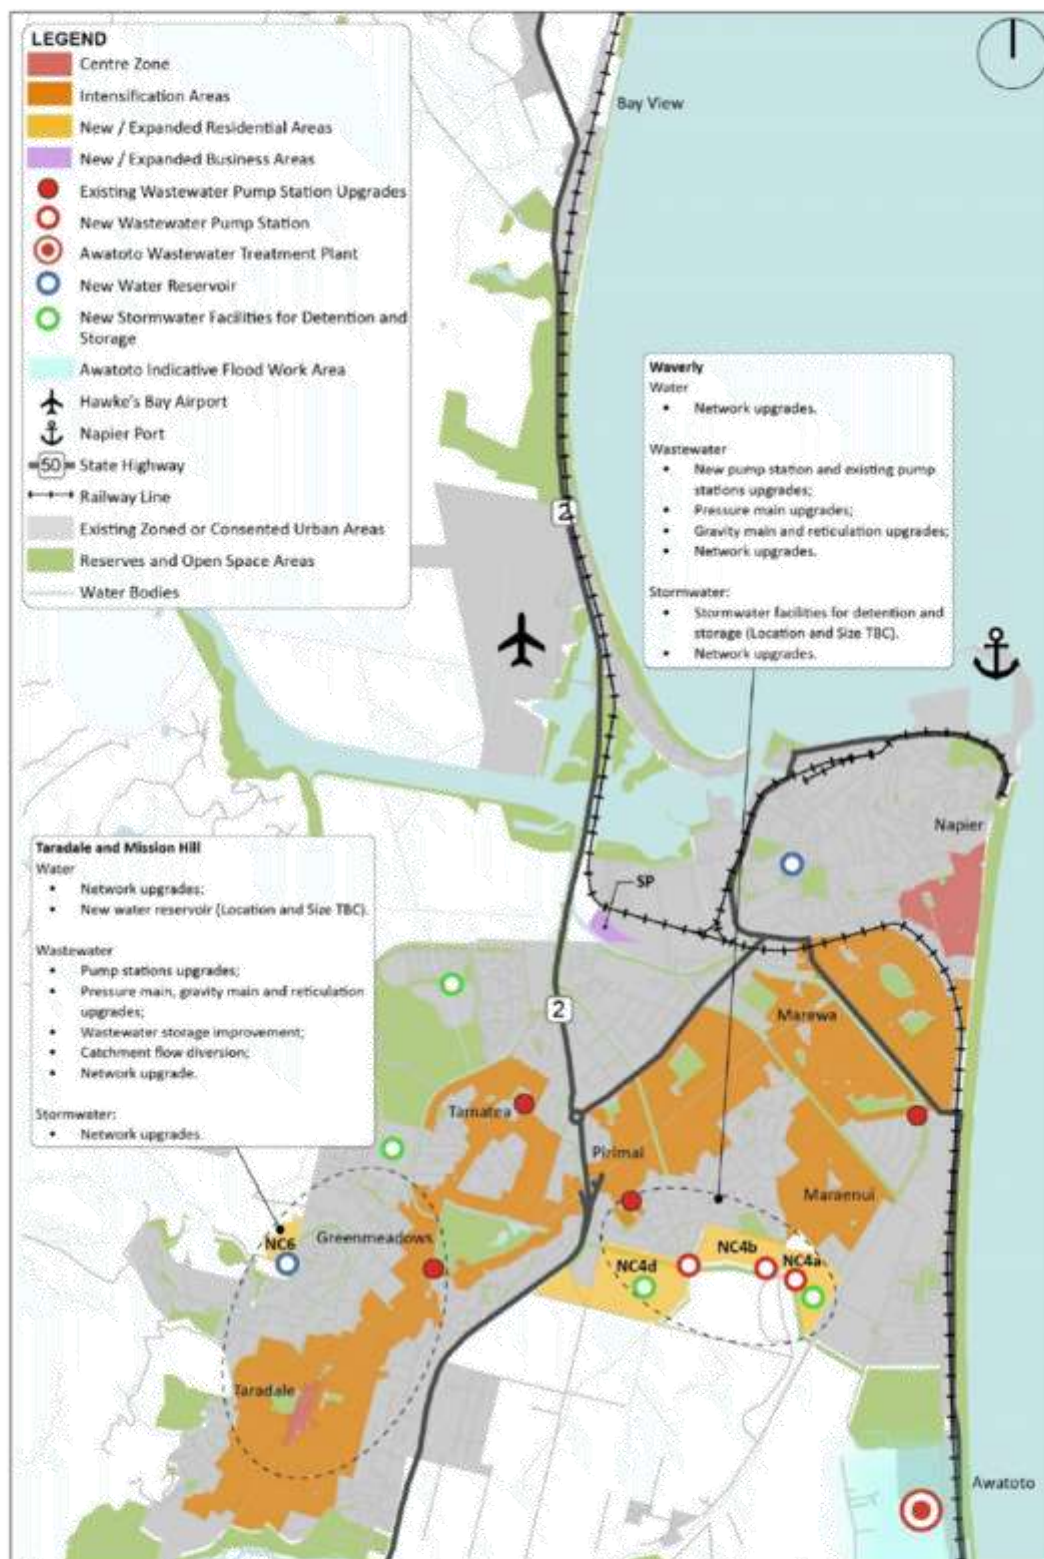 LEGEND
Centre Zone
Intensification Areas
New / Expanded Residential Areas
New / Expanded Business Areas
Existing Wastewater Pump Station Upgrades
New Wastewater Pump Station
Awatoto Wastewater Treatment Plant
New Water Reservoir
New Stormwater Facilities for Detention and
Storage
Awatoto Indicative Flood Work Area
Hawke's Bay Airport
Napier Port
50 State Highway
Railway Line
Existing Zoned or Consented Urban Areas
Reserves and Open Space Areas
Water Bodies
Bay View
Waverly
Water
• Network upgrades.
Wastewater
• New pump station and existing pump
stations upgrades;
• Pressure main upgrades;
• Gravity main and reticulation upgrades;
• Network upgrades.
Stormwater:
• Stormwater facilities for detention and
storage (Location and Size TBC).
• Network upgrades.
2
Napier
Taradale and Mission Hill
Water
• Network upgrades;
• New water reservoir (Location and Size TBC).
Wastewater
• Pump stations upgrades;
• Pressure main, gravity main and reticulation
upgrades;
• Wastewater storage improvement;
• Catchment flow diversion;
• Network upgrade.
Stormwater:
• Network upgrades.
SP
2
Marewa
Tamatea
Pirimai
Maraenui
Greenmeadows
NC6
NC4b
NC4a
NC4d
Taradale
Awatoto